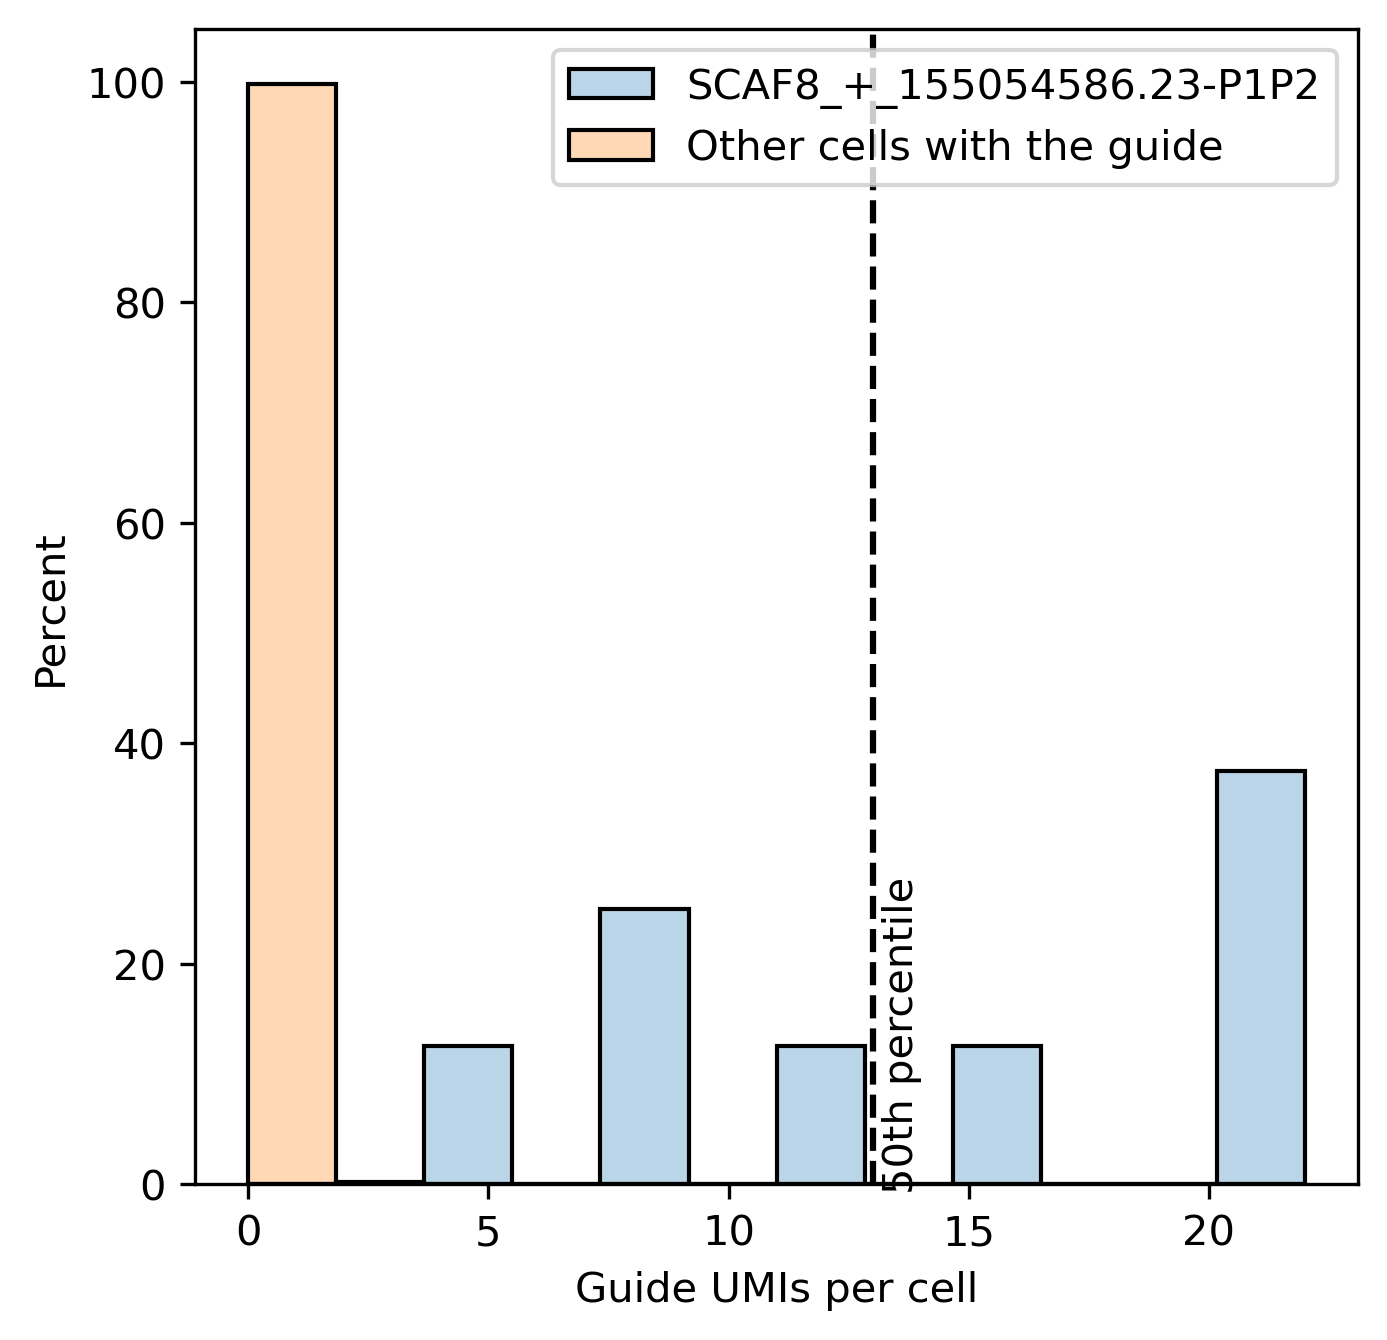 SCAF8_+_155054586.23-P1P2
Other cells with the guide
100
80
60
40
20
0
Percent
50th percentile
0 5 10 15 20
Guide UMIs per cell